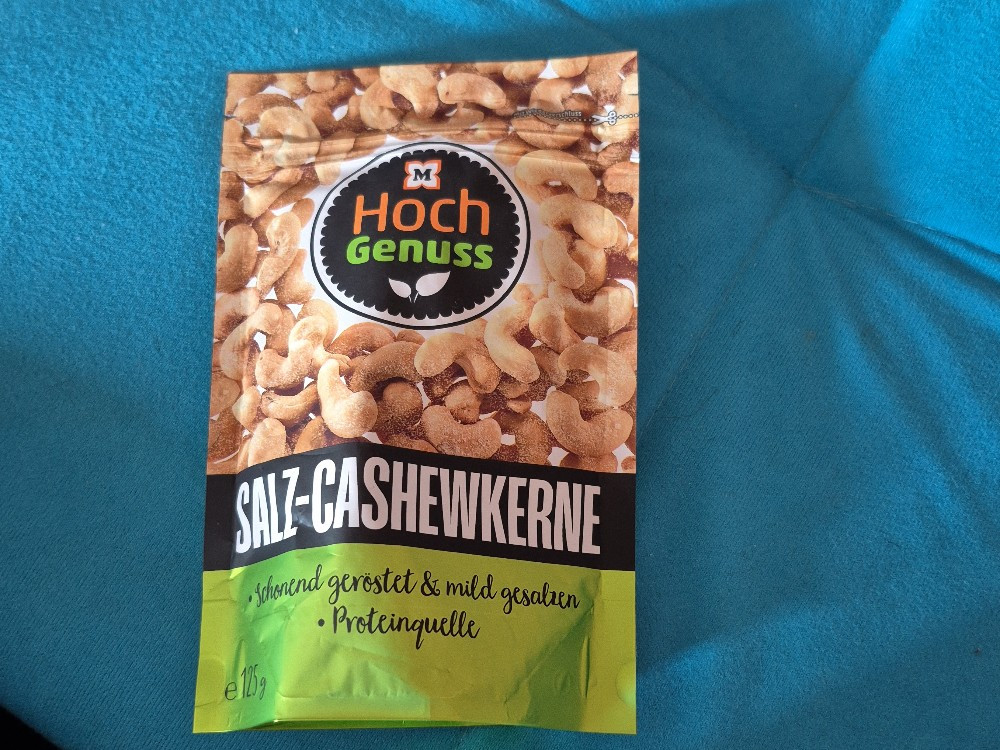 M
Hoch
Genuss
SALZ-CASHEWKERNE
• Schonend geröstet & mild gesalzen
• Proteinquelle
e 125 g